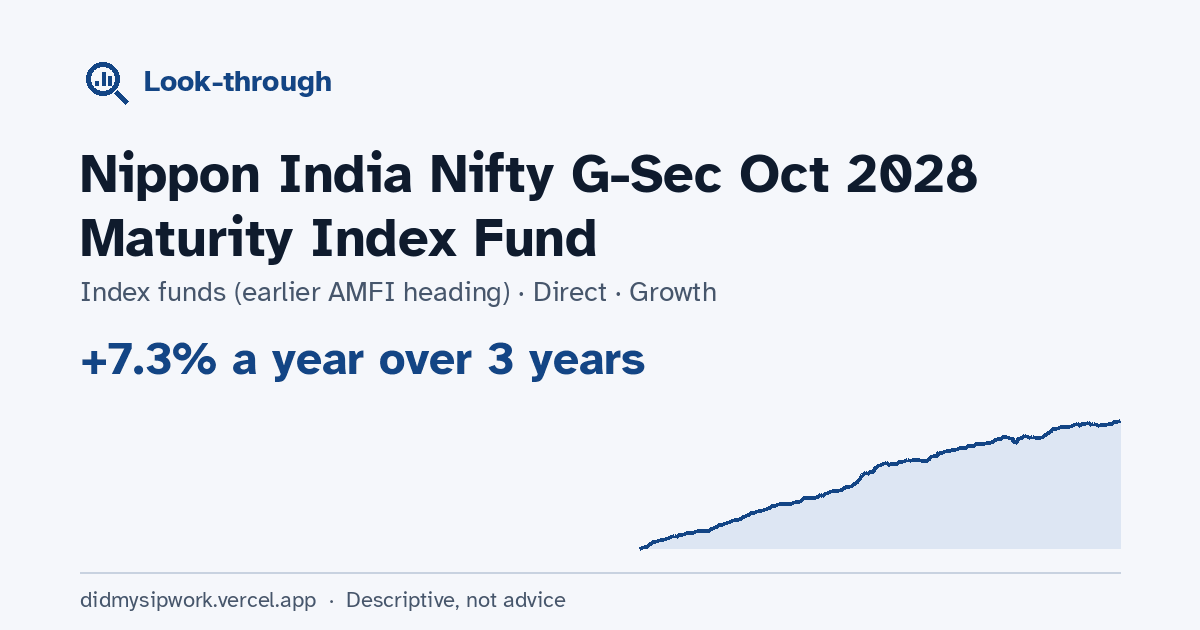 Look-through
Nippon India Nifty G-Sec Oct 2028
Maturity Index Fund
Index funds (earlier AMFI heading) · Direct · Growth
+7.3% a year over 3 years
didmysipwork.vercel.app · Descriptive, not advice